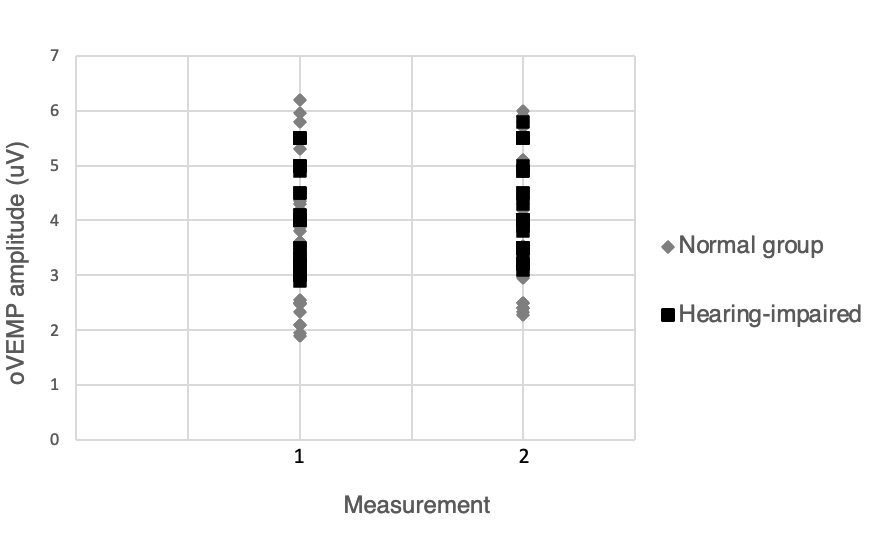 7
6
5
4
3
2
1
0
oVEMP amplitude (uV)
1 2
Measurement
Normal group
Hearing-impaired